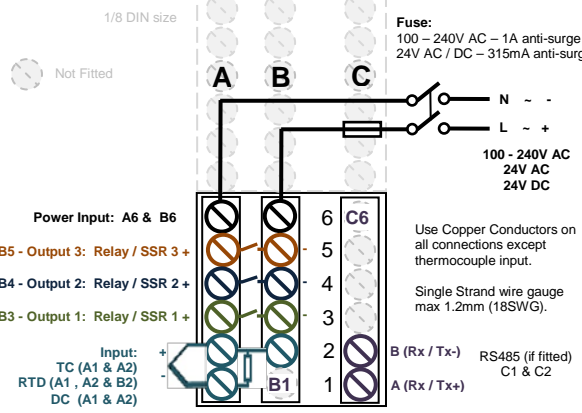 1/8 DIN size
Fuse:
100 – 240V AC – 1A anti-surge
24V AC / DC – 315mA anti-surg
Not Fitted
A B C
N ~ -
L ~ +
100 - 240V AC
24V AC
24V DC
Power Input: A6 & B6
6 C6
B5 - Output 3: Relay / SSR 3 + - 5
B4 - Output 2: Relay / SSR 2 + - 4
B3 - Output 1: Relay / SSR 1 + - 3
Use Copper Conductors on
all connections except
thermocouple input.
Single Strand wire gauge
max 1.2mm (18SWG).
Input: +
TC (A1 & A2)
RTD (A1 , A2 & B2) -
DC (A1 & A2)
2 B (Rx / Tx-)
B1 1 A (Rx / Tx+)
RS485 (if fitted)
C1 & C2